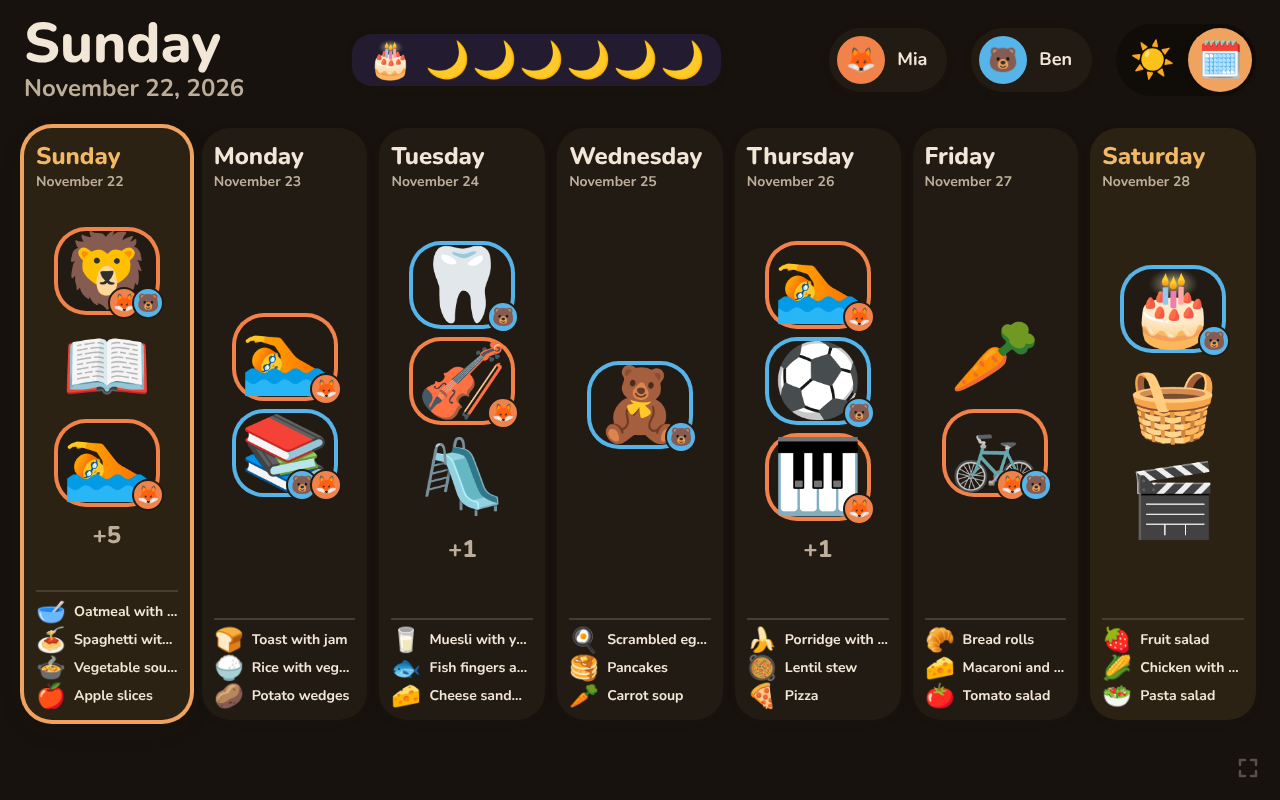 Sunday
November 22, 2026
Mia
Ben
Sunday
November 22
+5
Oatmeal with ...
Spaghetti wit...
Vegetable sou...
Apple slices
Monday
November 23
Toast with jam
Rice with veg...
Potato wedges
Tuesday
November 24
+1
Muesli with y...
Fish fingers a...
Cheese sand...
Wednesday
November 25
Scrambled eg...
Pancakes
Carrot soup
Thursday
November 26
+1
Porridge with ...
Lentil stew
Pizza
Friday
November 27
Bread rolls
Macaroni and ...
Tomato salad
Saturday
November 28
Fruit salad
Chicken with ...
Pasta salad